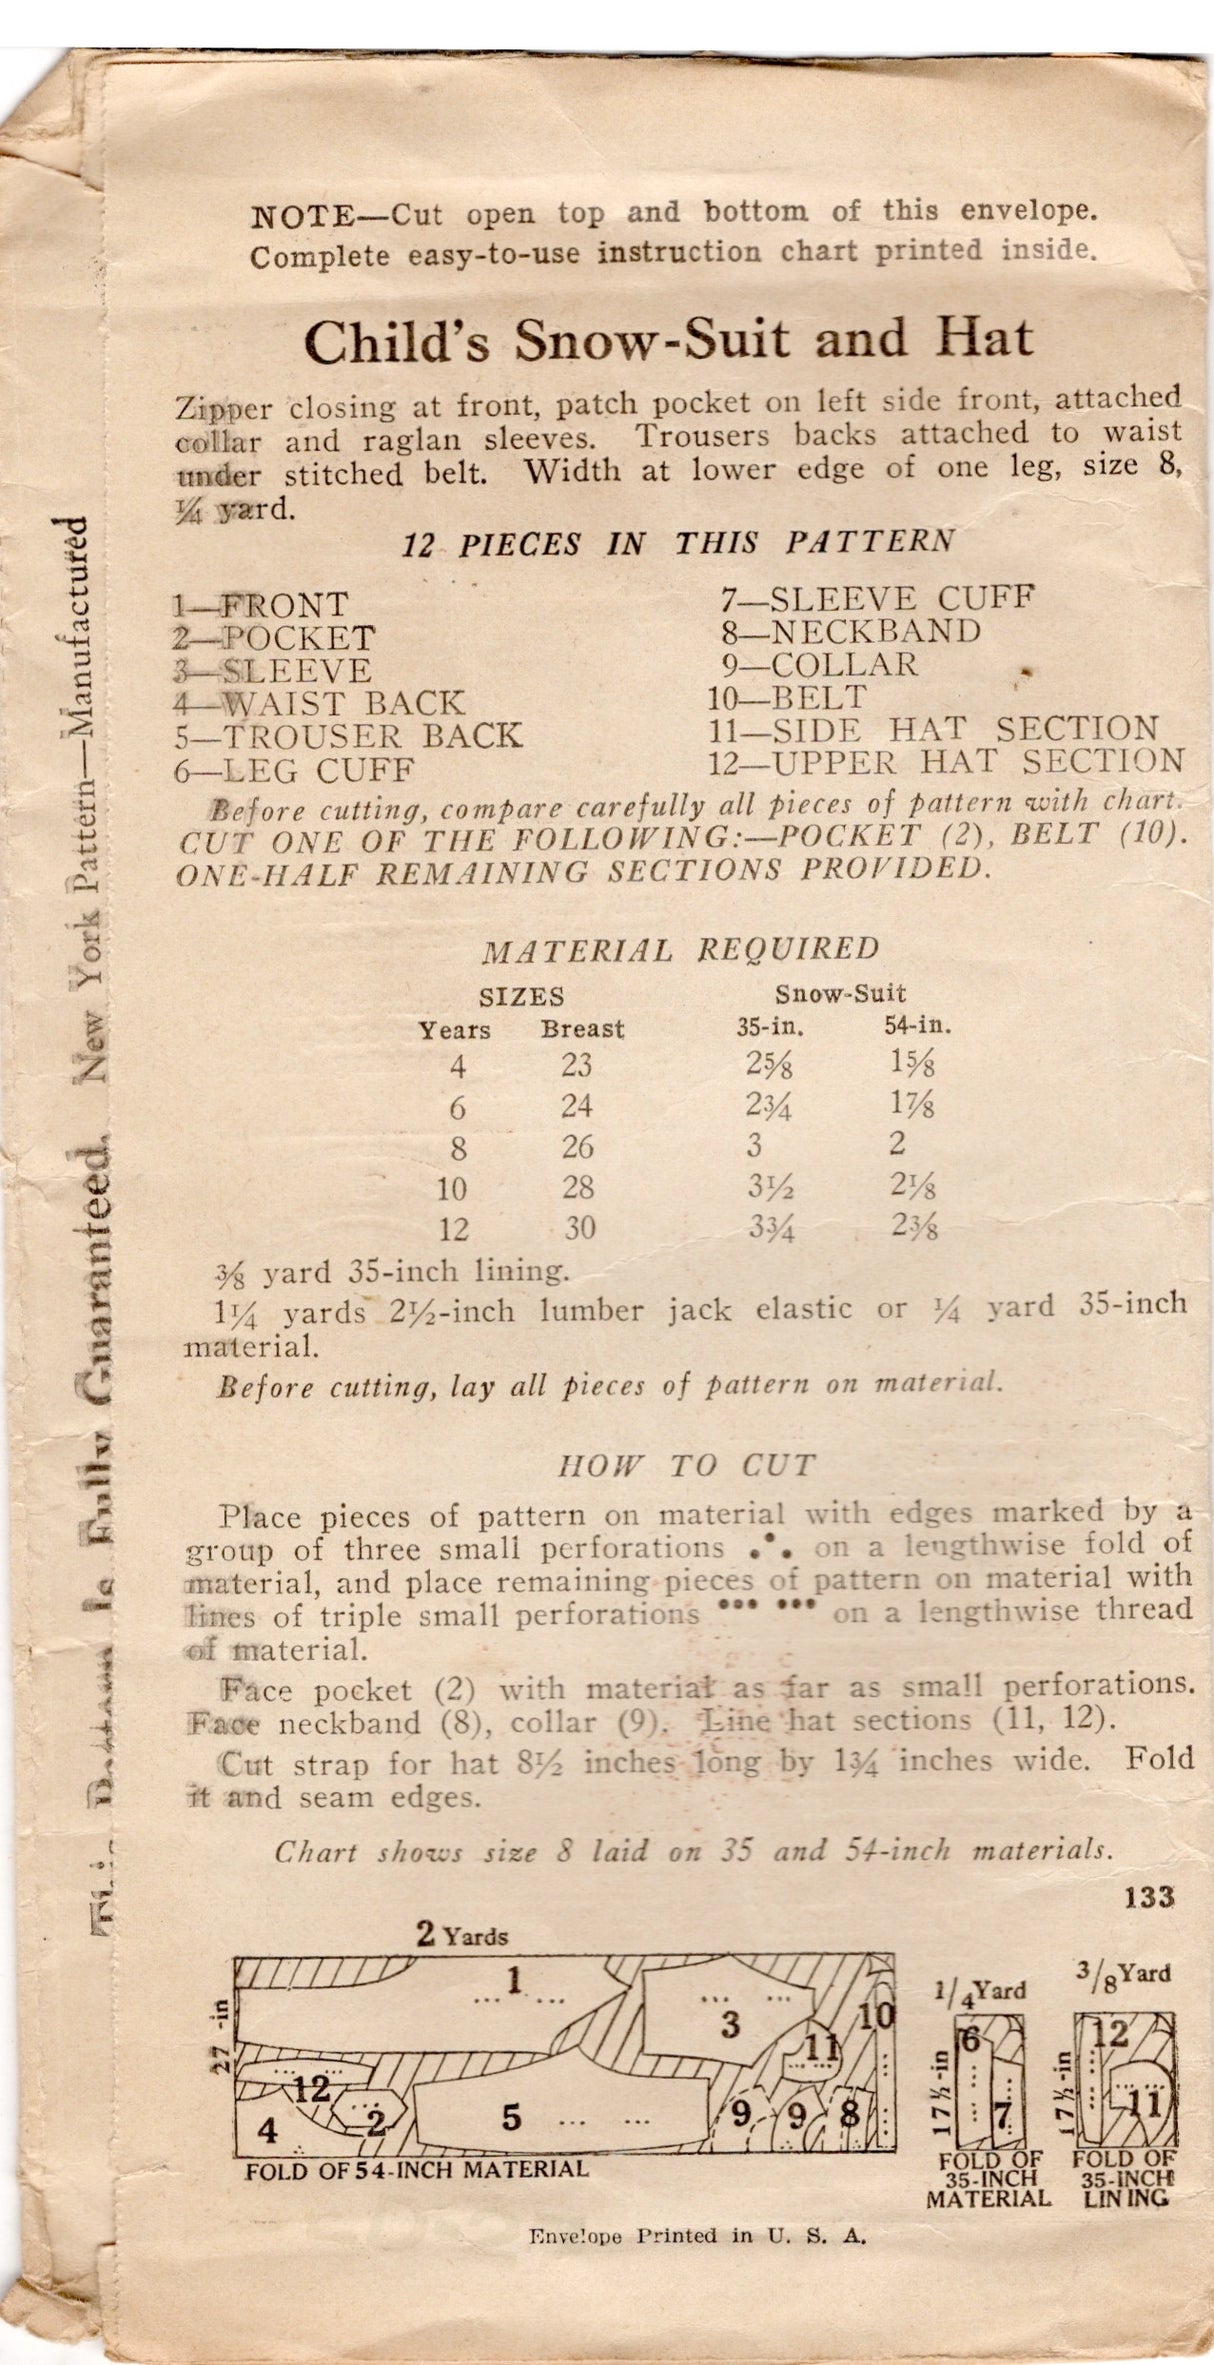 NOTE—Cut open top and bottom of this envelope.
Complete easy-to-use instruction chart printed inside.
Child's Snow-Suit and Hat
Zipper closing at front, patch pocket on left side front, attached
collar and raglan sleeves. Trousers backs attached to waist
under stitched belt. Width at lower edge of one leg, size 8,
¼ yard.
12 PIECES IN THIS PATTERN
1—FRONT
2—POCKET
3—SLEEVE
4—WAIST BACK
5—TROUSER BACK
6—LEG CUFF
7—SLEEVE CUFF
8—NECKBAND
9—COLLAR
10—BELT
11—SIDE HAT SECTION
12—UPPER HAT SECTION
Before cutting, compare carefully all pieces of pattern with chart.
CUT ONE OF THE FOLLOWING:—POCKET (2), BELT (10).
ONE-HALF REMAINING SECTIONS PROVIDED.
MATERIAL REQUIRED
SIZES Snow-Suit
Years Breast 35-in. 54-in.
4 23 2⅝ 1⅝
6 24 2¾ 1⅞
8 26 3 2
10 28 3½ 2⅛
12 30 3¾ 2⅜
⅜ yard 35-inch lining.
1¼ yards 2½-inch lumber jack elastic or ¼ yard 35-inch
material.
Before cutting, lay all pieces of pattern on material.
HOW TO CUT
Place pieces of pattern on material with edges marked by a
group of three small perforations •°• on a lengthwise fold of
material, and place remaining pieces of pattern on material with
lines of triple small perforations ••• ••• on a lengthwise thread
of material.
Face pocket (2) with material as far as small perforations.
Face neckband (8), collar (9). Line hat sections (11, 12).
Cut strap for hat 8½ inches long by 1¾ inches wide. Fold
it and seam edges.
Chart shows size 8 laid on 35 and 54-inch materials.
133
2 Yards
27-in
1
3
10
11
12
2
4
5
9
9
8
FOLD OF 54-INCH MATERIAL
1/4 Yard
17½-in
6
7
FOLD OF
35-INCH
MATERIAL
3/8 Yard
17½-in
12
11
FOLD OF
35-INCH
LINING
Envelope Printed in U. S. A.
Is Fully Guaranteed. New York Pattern—Manufactured